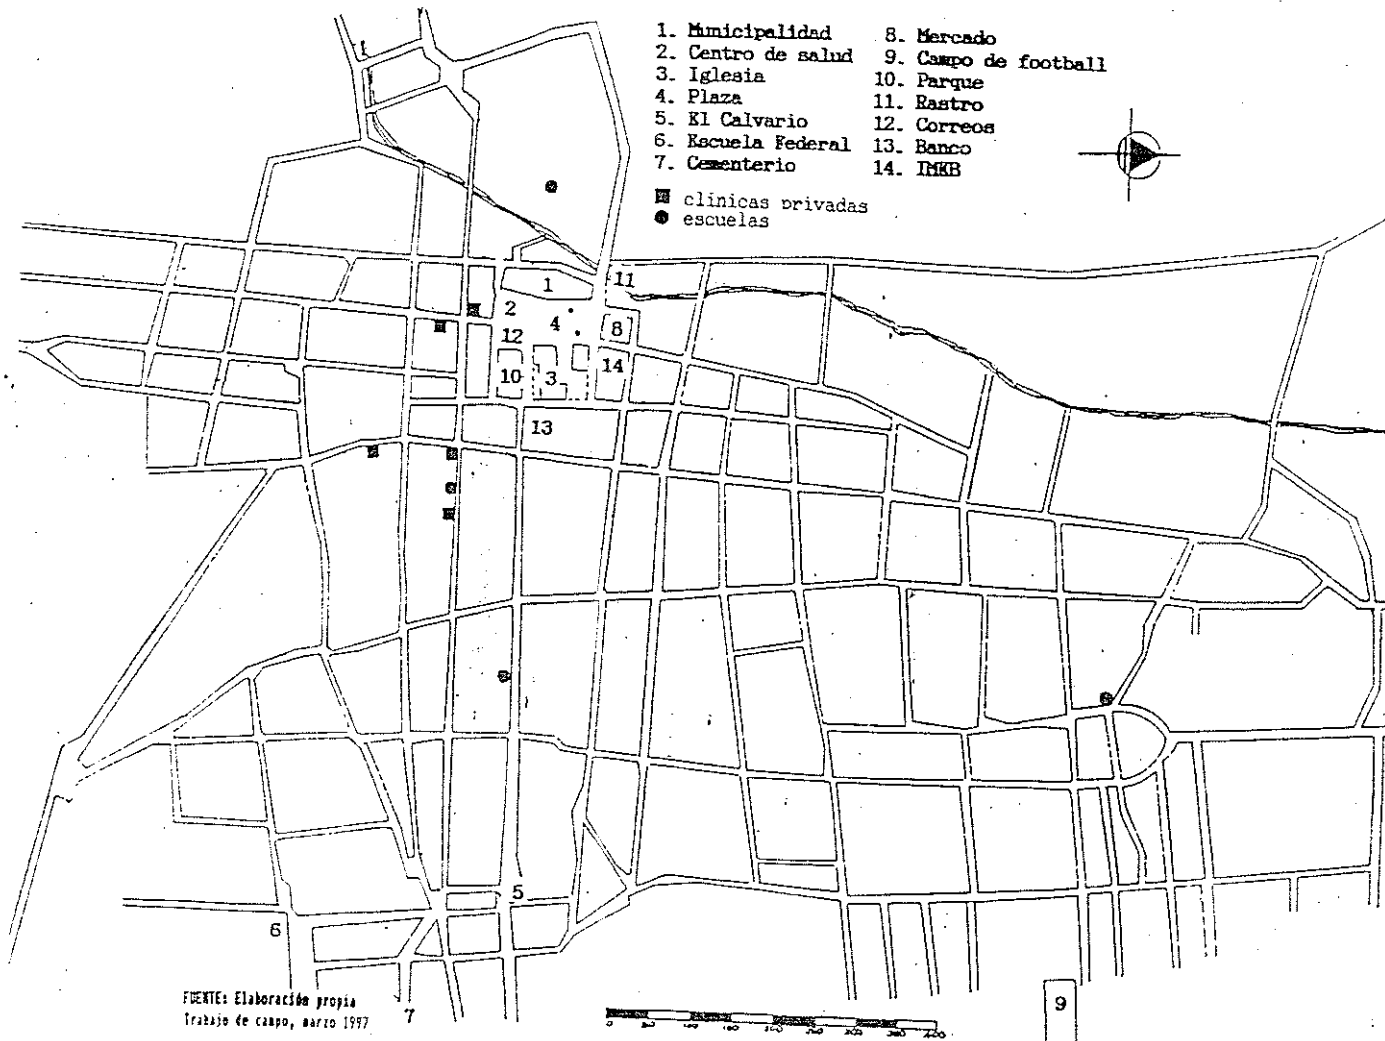 1. Municipalidad
2. Centro de salud
3. Iglesia
4. Plaza
5. El Calvario
6. Escuela Federal
7. Cementerio
8. Mercado
9. Campo de football
10. Parque
11. Rastro
12. Correos
13. Banco
14.
clínicas privadas
escuelas
1
11
2
4
8
12
14
10
3
13
5
6
7
9
FUENTE: Elaboración propia
Trabajo de campo, marzo 1997
0
400